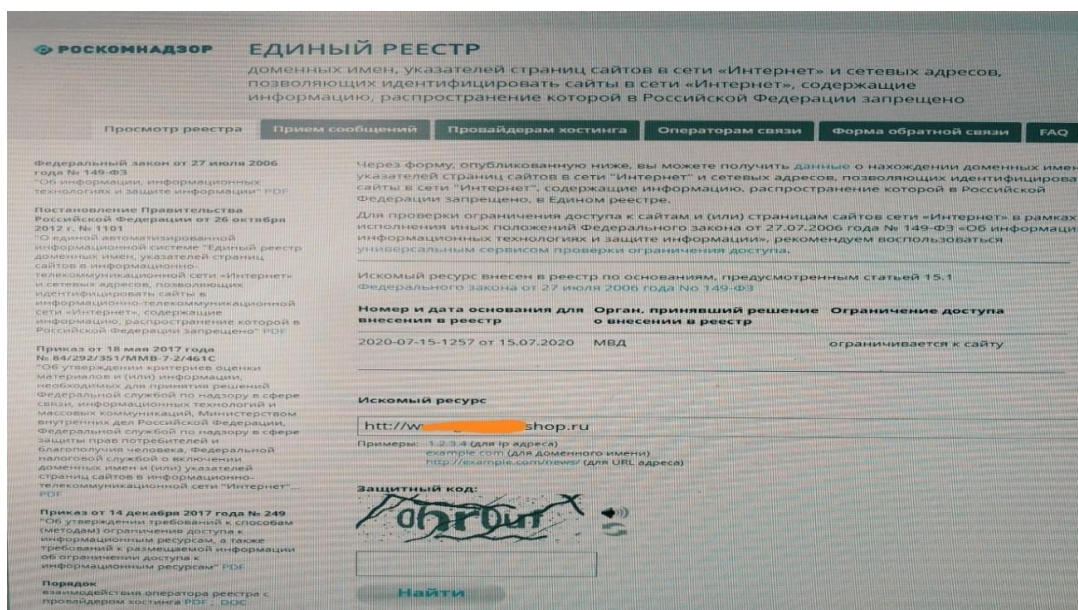 РОСКОМНАДЗОР
ЕДИНЫЙ РЕЕСТР
доменных имен, указателей страниц сайтов в сети «Интернет» и сетевых адресов,
позволяющих идентифицировать сайты в сети «Интернет», содержащие
информацию, распространение которой в Российской Федерации запрещено
Просмотр реестра Прием сообщений Провайдерам хостинга Операторам связи Форма обратной связи FAQ
Федеральный закон от 27 июля 2006
года № 149-ФЗ
"Об информации, информационных
технологиях и защите информации" PDF
Постановление Правительства
Российской Федерации от 26 октября
2012 г. № 1101
"О единой автоматизированной
информационной системе "Единый реестр
доменных имен, указателей страниц
сайтов в информационно-
телекоммуникационной сети «Интернет»
и сетевых адресов, позволяющих
идентифицировать сайты в
информационно-телекоммуникационной
сети «Интернет», содержащие
информацию, распространение которой в
Российской Федерации запрещено" PDF
Приказ от 18 мая 2017 года
№ 84/292/351/ММВ-7-2/461С
"Об утверждении критериев оценки
материалов и (или) информации,
необходимых для принятия решений
Федеральной службой по надзору в сфере
связи, информационных технологий и
массовых коммуникаций, Министерством
внутренних дел Российской Федерации,
Федеральной службой по надзору в сфере
защиты прав потребителей и
благополучия человека, Федеральной
налоговой службой о включении
доменных имен и (или) указателей
страниц сайтов в информационно-
телекоммуникационной сети "Интернет"...
PDF
Приказ от 14 декабря 2017 года № 249
"Об утверждении требований к способам
(методам) ограничения доступа к
информационным ресурсам, а также
требований к размещаемой информации
об ограничении доступа к
информационным ресурсам" PDF
Порядок
взаимодействия оператора реестра с
провайдером хостинга PDF , DOC
Через форму, опубликованную ниже, вы можете получить данные о нахождении доменных имен
указателей страниц сайтов в сети "Интернет" и сетевых адресов, позволяющих идентифицирова
сайты в сети "Интернет", содержащие информацию, распространение которой в Российской
Федерации запрещено, в Едином реестре.
Для проверки ограничения доступа к сайтам и (или) страницам сайтов сети «Интернет» в рамках
исполнения иных положений Федерального закона от 27.07.2006 года № 149-ФЗ «Об информаци
информационных технологиях и защите информации», рекомендуем воспользоваться
универсальным сервисом проверки ограничения доступа.
Искомый ресурс внесен в реестр по основаниям, предусмотренным статьей 15.1
Федерального закона от 27 июля 2006 года No 149-ФЗ
Номер и дата основания для Орган, принявший решение Ограничение доступа
внесения в реестр о внесении в реестр
2020-07-15-1257 от 15.07.2020 МВД ограничивается к сайту
Искомый ресурс
htt://w shop.ru
Примеры: 1.2.3.4 (для ip адреса)
example.com (для доменного имени)
http://example.com/news/ (для URL адреса)
Защитный код:
Найти